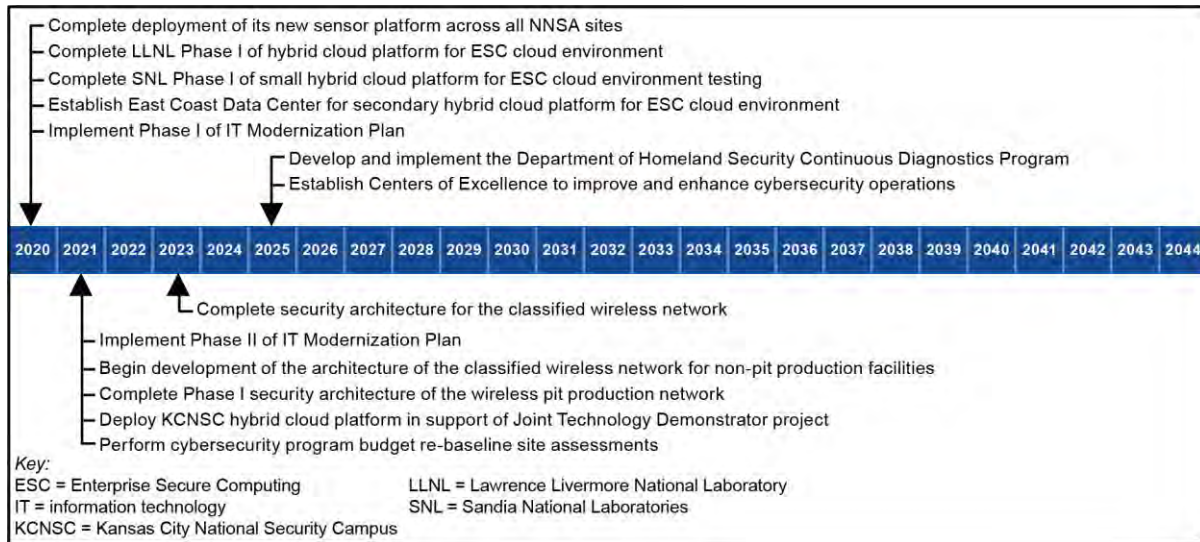 Complete deployment of its new sensor platform across all NNSA sites
Complete LLNL Phase I of hybrid cloud platform for ESC cloud environment
Complete SNL Phase I of small hybrid cloud platform for ESC cloud environment testing
Establish East Coast Data Center for secondary hybrid cloud platform for ESC cloud environment
Implement Phase I of IT Modernization Plan
Develop and implement the Department of Homeland Security Continuous Diagnostics Program
Establish Centers of Excellence to improve and enhance cybersecurity operations
2020 2021 2022 2023 2024 2025 2026 2027 2028 2029 2030 2031 2032 2033 2034 2035 2036 2037 2038 2039 2040 2041 2042 2043 2044
Complete security architecture for the classified wireless network
Implement Phase II of IT Modernization Plan
Begin development of the architecture of the classified wireless network for non-pit production facilities
Complete Phase I security architecture of the wireless pit production network
Deploy KCNSC hybrid cloud platform in support of Joint Technology Demonstrator project
Perform cybersecurity program budget re-baseline site assessments
Key:
ESC = Enterprise Secure Computing LLNL = Lawrence Livermore National Laboratory
IT = information technology SNL = Sandia National Laboratories
KCNSC = Kansas City National Security Campus